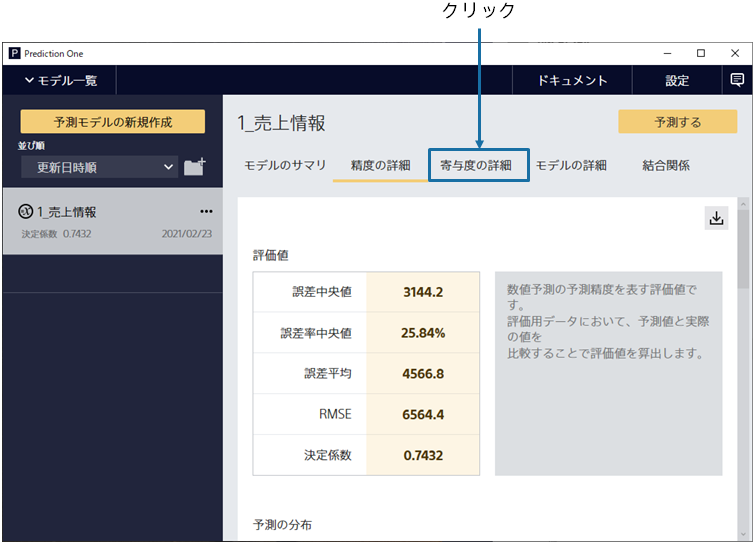 クリック
P Prediction One
モデル一覧
ドキュメント
設定
予測モデルの新規作成
並び順
更新日時順
1_売上情報
決定係数 0.7432
2021/02/23
1_売上情報
予測する
モデルのサマリ
精度の詳細
寄与度の詳細
モデルの詳細
結合関係
評価値
誤差中央値 3144.2
誤差率中央値 25.84%
誤差平均 4566.8
RMSE 6564.4
決定係数 0.7432
数値予測の予測精度を表す評価値で
す。
評価用データにおいて、予測値と実際
の値を
比較することで評価値を算出します。
予測の分布